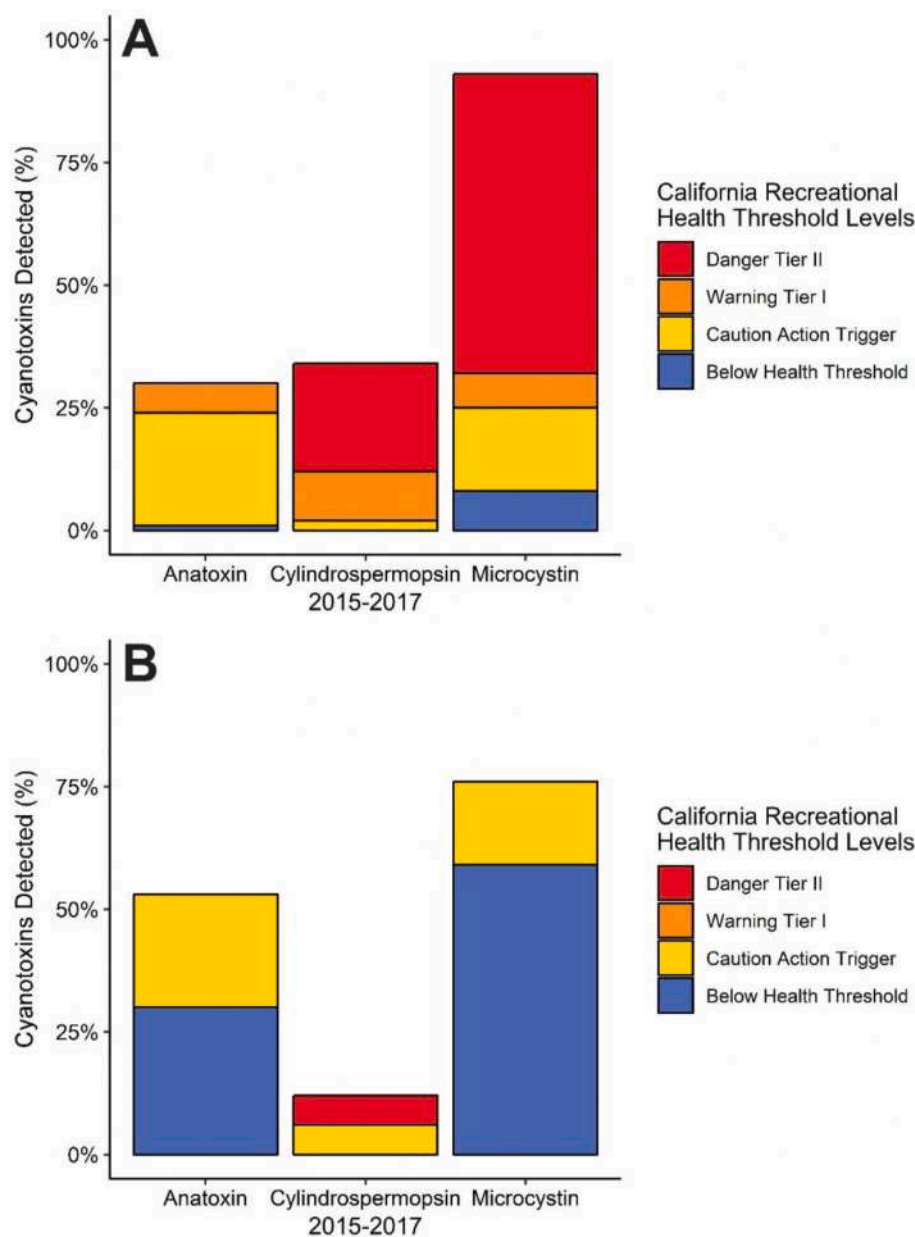 A
100%
75%
50%
25%
0%
Cyanotoxins Detected (%)
Anatoxin Cylindrospermopsin Microcystin
2015-2017
California Recreational
Health Threshold Levels
Danger Tier II
Warning Tier I
Caution Action Trigger
Below Health Threshold
B
100%
75%
50%
25%
0%
Cyanotoxins Detected (%)
Anatoxin Cylindrospermopsin Microcystin
2015-2017
California Recreational
Health Threshold Levels
Danger Tier II
Warning Tier I
Caution Action Trigger
Below Health Threshold